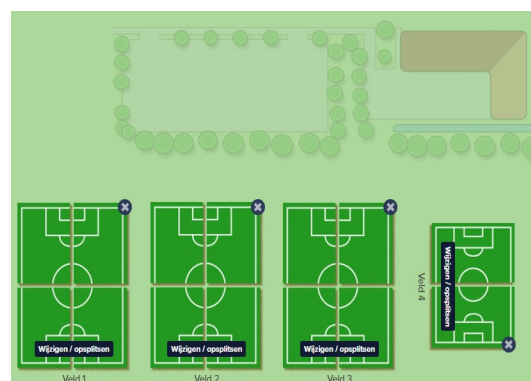 Wijzigen / opsplitsen
Wijzigen / opsplitsen
Wijzigen / opsplitsen
Wijzigen / opsplitsen
Veld 1
Veld 2
Veld 3
Veld 4